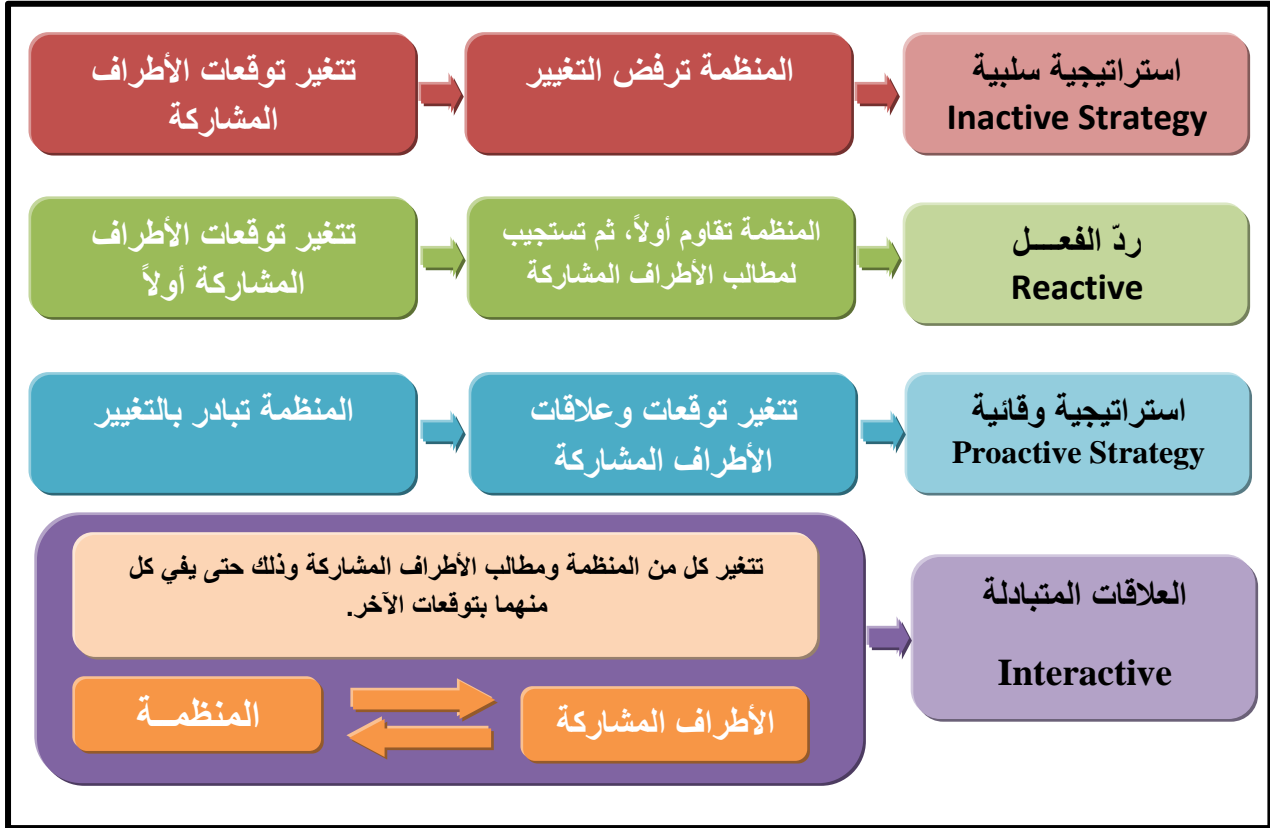 استراتيجية سلبية
Inactive Strategy
المنظمة ترفض التغيير
تتغير توقعات الأطراف
المشاركة
ردّ الفعـــل
Reactive
المنظمة تقاوم أولاً، ثم تستجيب
لمطالب الأطراف المشاركة
تتغير توقعات الأطراف
المشاركة أولاً
استراتيجية وقائية
Proactive Strategy
تتغير توقعات وعلاقات
الأطراف المشاركة
المنظمة تبادر بالتغيير
العلاقات المتبادلة
Interactive
تتغير كل من المنظمة ومطالب الأطراف المشاركة وذلك حتى يفي كل
منهما بتوقعات الآخر.
الأطراف المشاركة
المنظمــة